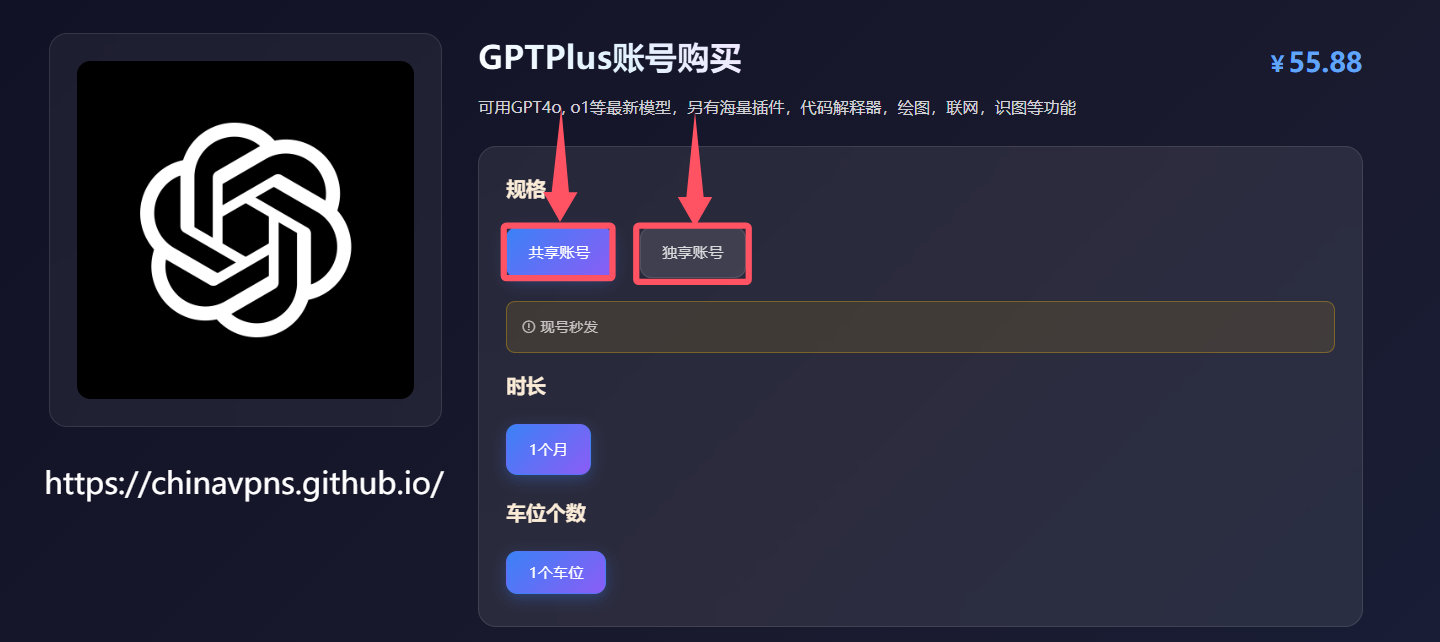 GPTPlus账号购买
¥ 55.88
可用GPT4o, o1等最新模型，另有海量插件，代码解释器，绘图，联网，识图等功能
规格
共享账号
独享账号
现号秒发
时长
1个月
https://chinavpns.github.io/
车位个数
1个车位